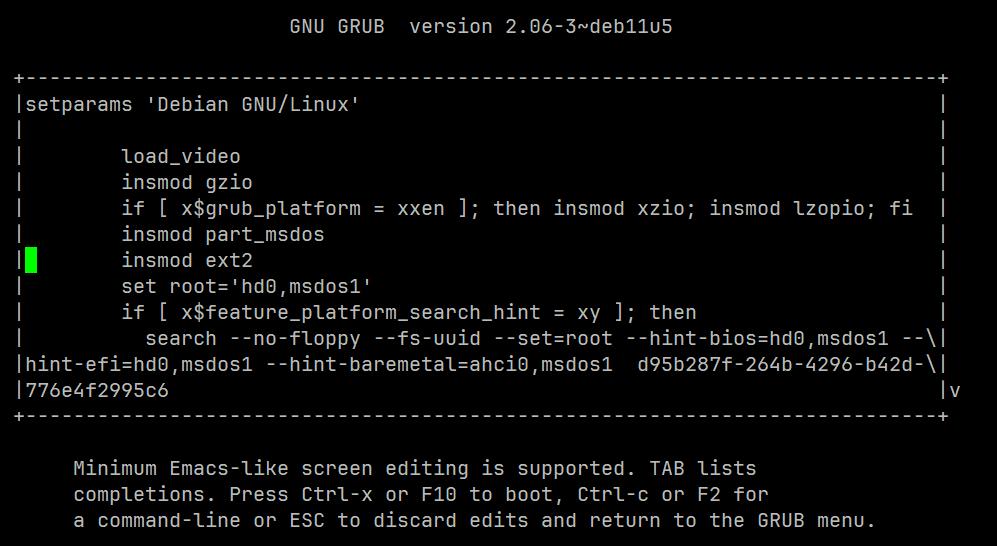 GNU GRUB  version 2.06-3~deb11u5
+----------------------------------------------------------------------------+
|setparams 'Debian GNU/Linux'                                                |
|                                                                            |
|        load_video                                                          |
|        insmod gzio                                                         |
|        if [ x$grub_platform = xxen ]; then insmod xzio; insmod lzopio; fi  |
|        insmod part_msdos                                                   |
|        insmod ext2                                                         |
|        set root='hd0,msdos1'                                               |
|        if [ x$feature_platform_search_hint = xy ]; then                    |
|          search --no-floppy --fs-uuid --set=root --hint-bios=hd0,msdos1 --\|
|hint-efi=hd0,msdos1 --hint-baremetal=ahci0,msdos1  d95b287f-264b-4296-b42d-\|
|776e4f2995c6                                                                |v
+----------------------------------------------------------------------------+
Minimum Emacs-like screen editing is supported. TAB lists
completions. Press Ctrl-x or F10 to boot, Ctrl-c or F2 for
a command-line or ESC to discard edits and return to the GRUB menu.